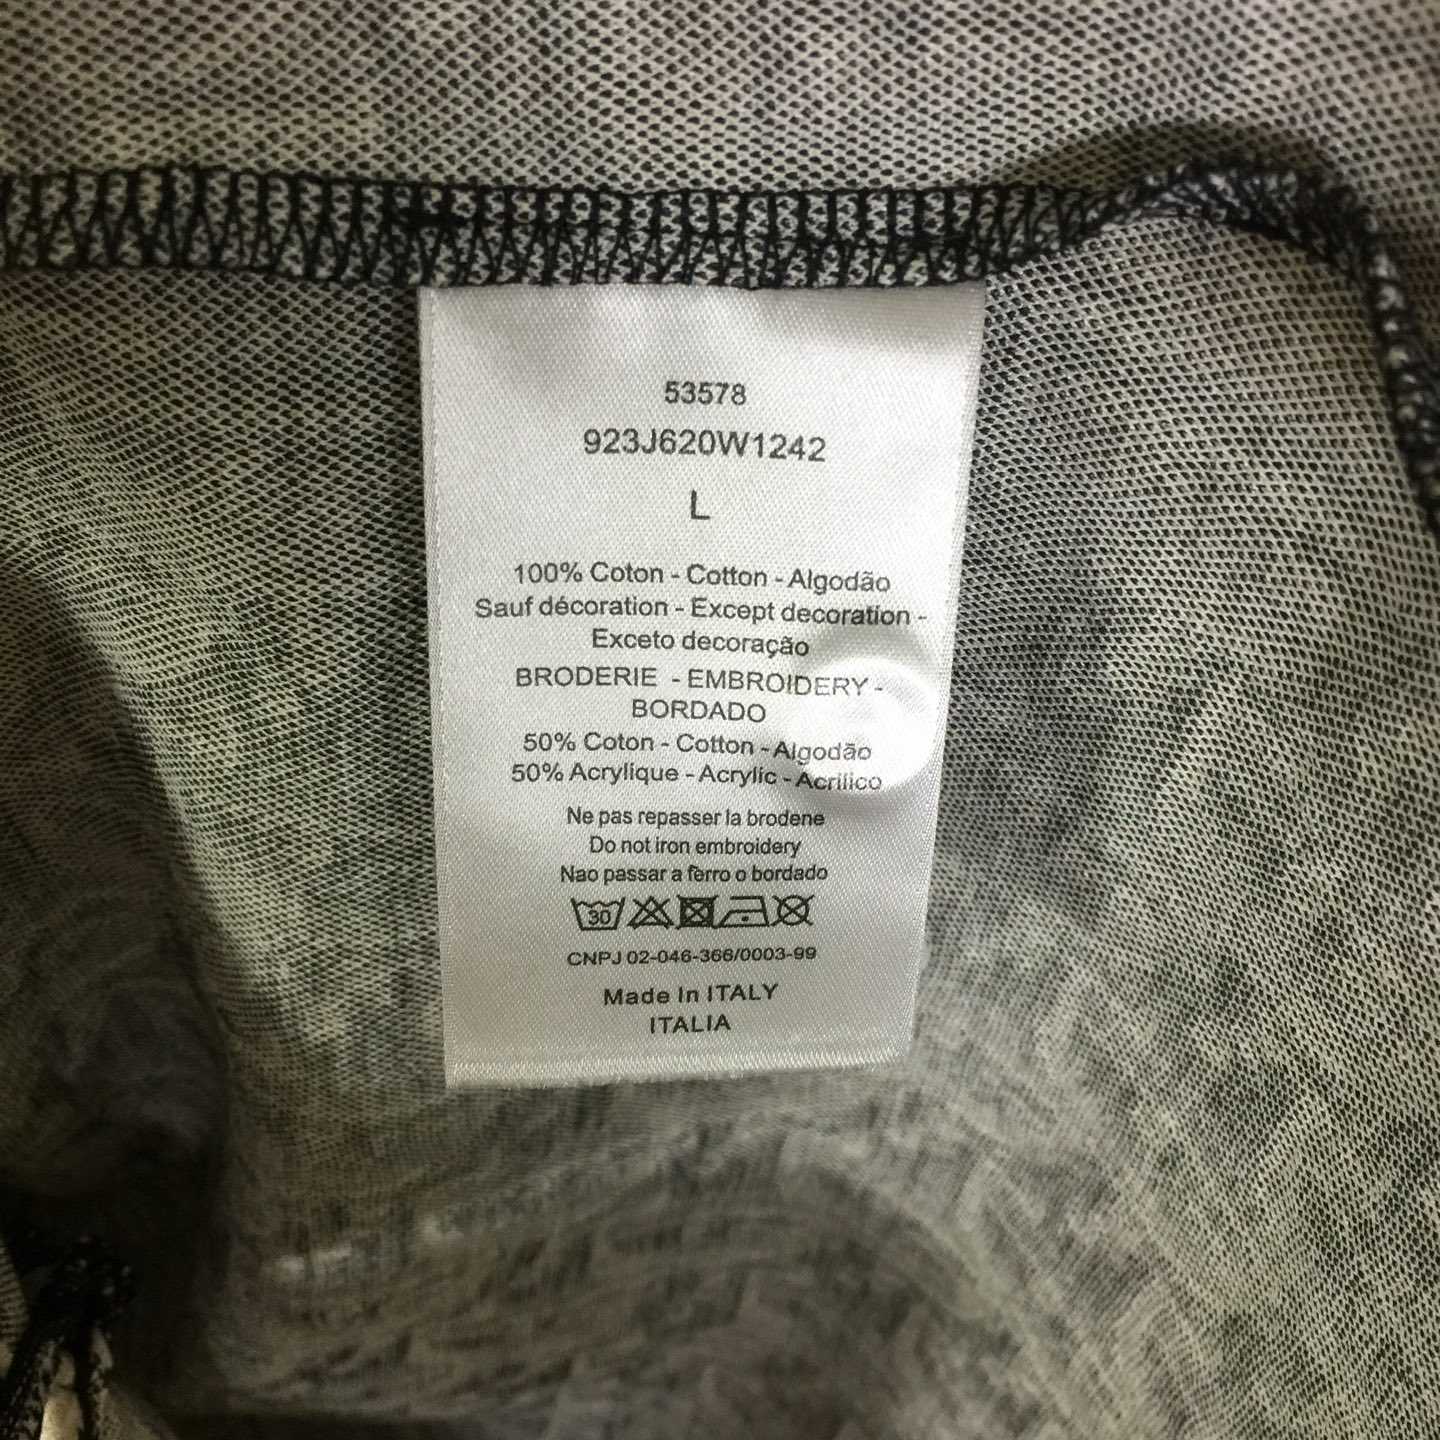 53578
923J620W1242
L
100% Coton - Cotton - Algodão
Sauf décoration - Except decoration -
Exceto decoração
BRODERIE - EMBROIDERY -
BORDADO
50% Coton - Cotton - Algodão
50% Acrylique - Acrylic - Acrilico
Ne pas repasser la brodene
Do not iron embroidery
Nao passar a ferro o bordado
30
CNPJ 02-046-366/0003-99
Made In ITALY
ITALIA